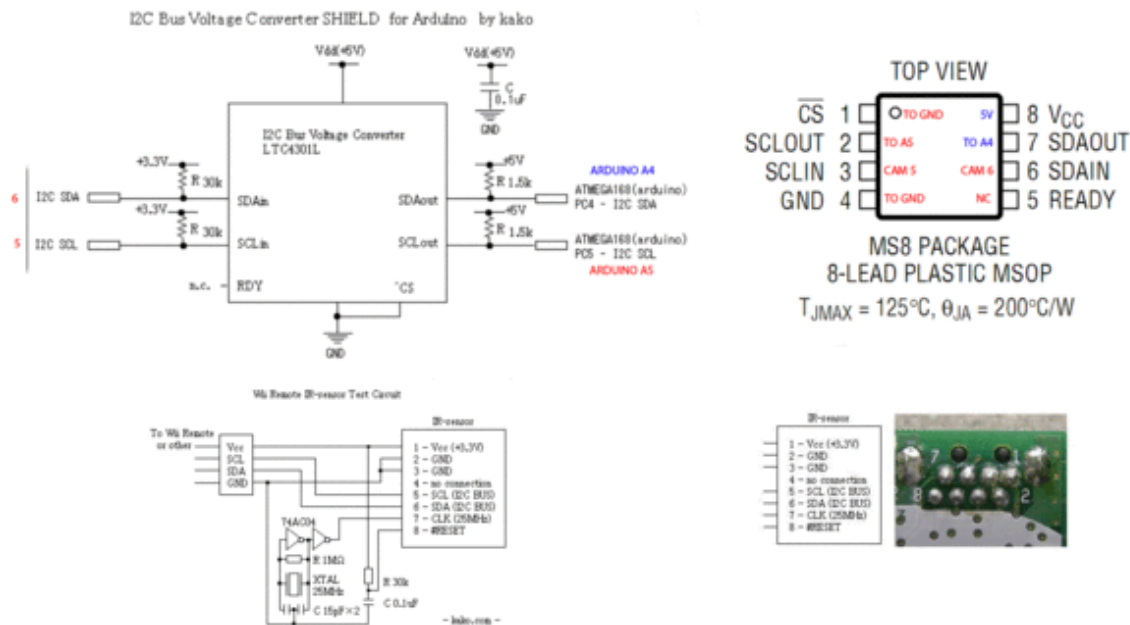 I2C Bus Voltage Converter SHIELD for Arduino by kako
Vdd(+5V)
Vdd(+5V)
C
0.1uF
GND
I2C Bus Voltage Converter
LTC4301L
+3.3V
R 30k
6 I2C SDA
SDAin
+3.3V
R 30k
5 I2C SCL
SCLin
n.c.
RDY
+5V
R 1.5k
SDAout
ARDUINO A4
ATMEGA168(arduino)
PC4 - I2C SDA
+5V
R 1.5k
SCLout
ATMEGA168(arduino)
PC5 - I2C SCL
ARDUINO A5
*CS
GND
TOP VIEW
CS 1 TO GND 5V 8 VCC
SCLOUT 2 TO A5 TO A4 7 SDAOUT
SCLIN 3 CAM 5 CAM 6 6 SDAIN
GND 4 TO GND NC 5 READY
MS8 PACKAGE
8-LEAD PLASTIC MSOP
TJMAX = 125°C, θJA = 200°C/W
Wii Remote IR-sensor Test Circuit
To Wii Remote
or other
Vcc
SCL
SDA
GND
IR-sensor
1 - Vcc (+3.3V)
2 - GND
3 - GND
4 - no connection
5 - SCL (I2C BUS)
6 - SDA (I2C BUS)
7 - CLK (25MHz)
8 - #RESET
74AC04
R 1MΩ
XTAL
25MHz
C 15pF×2
R 30k
C 0.1uF
- kako.com -
IR-sensor
1 - Vcc (+3.3V)
2 - GND
3 - GND
4 - no connection
5 - SCL (I2C BUS)
6 - SDA (I2C BUS)
7 - CLK (25MHz)
8 - #RESET
7 1
8 2